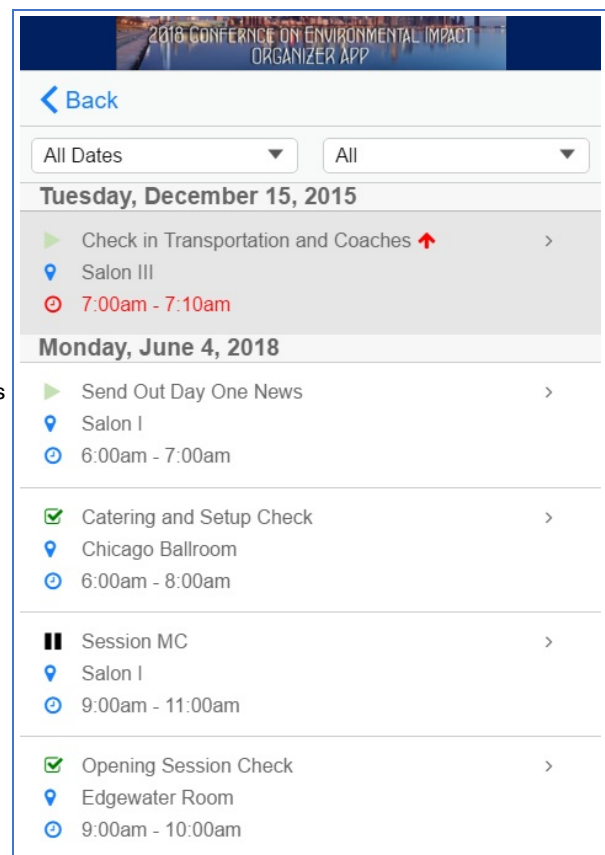 2018 CONFERNCE ON ENVIRONMENTAL IMPACT
ORGANIZER APP
Back
All Dates
All
Tuesday, December 15, 2015
Check in Transportation and Coaches
Salon III
7:00am - 7:10am
Monday, June 4, 2018
s
Send Out Day One News
Salon I
6:00am - 7:00am
Catering and Setup Check
Chicago Ballroom
6:00am - 8:00am
Session MC
Salon I
9:00am - 11:00am
Opening Session Check
Edgewater Room
9:00am - 10:00am